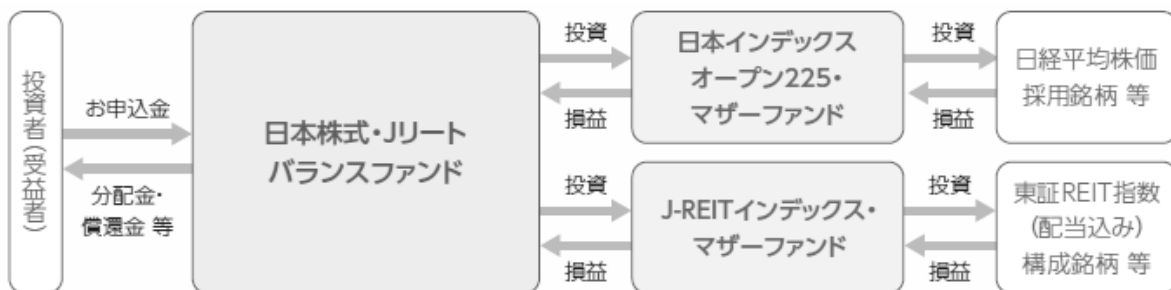 投資者(受益者)
お申込金
分配金・
償還金 等
日本株式・Jリート
バランスファンド
投資
損益
日本インデックス
オープン225・
マザーファンド
投資
損益
日経平均株価
採用銘柄 等
投資
損益
J-REITインデックス・
マザーファンド
投資
損益
東証REIT指数
(配当込み)
構成銘柄 等